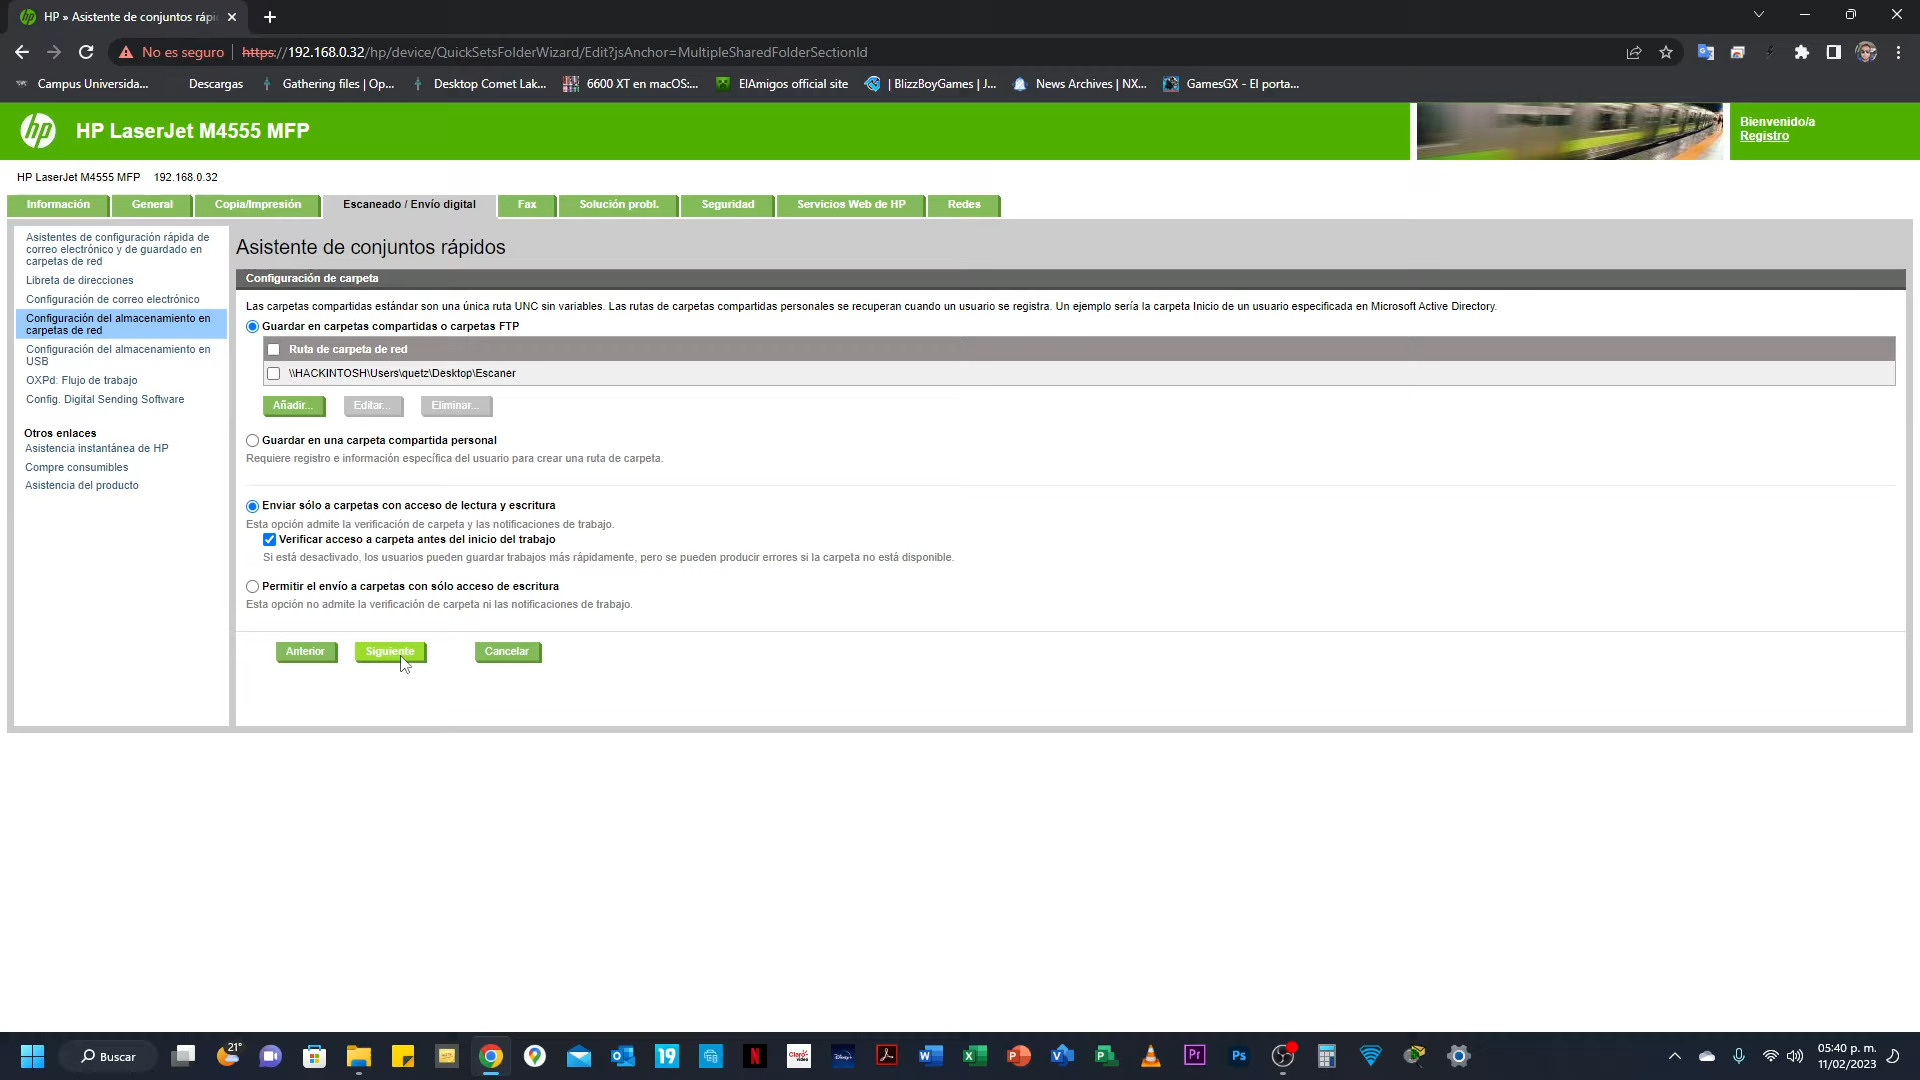 HP » Asistente de conjuntos rápi
No es seguro
https://192.168.0.32/hp/device/QuickSetsFolderWizard/Edit?jsAnchor=MultipleSharedFolderSectionId
Campus Universida...
Descargas
Gathering files | Op...
Desktop Comet Lak...
6600 XT en macOS:...
ElAmigos official site
| BlizzBoyGames | J...
News Archives | NX...
GamesGX - El porta...
hp
HP LaserJet M4555 MFP
Bienvenido/a
Registro
HP LaserJet M4555 MFP 192.168.0.32
Información
General
Copia/Impresión
Escaneado / Envío digital
Fax
Solución probl.
Seguridad
Servicios Web de HP
Redes
Asistentes de configuración rápida de
correo electrónico y de guardado en
carpetas de red
Libreta de direcciones
Configuración de correo electrónico
Configuración del almacenamiento en
carpetas de red
Configuración del almacenamiento en
USB
OXPd: Flujo de trabajo
Config. Digital Sending Software
Otros enlaces
Asistencia instantánea de HP
Compre consumibles
Asistencia del producto
Asistente de conjuntos rápidos
Configuración de carpeta
Las carpetas compartidas estándar son una única ruta UNC sin variables. Las rutas de carpetas compartidas personales se recuperan cuando un usuario se registra. Un ejemplo sería la carpeta Inicio de un usuario especificada en Microsoft Active Directory.
Guardar en carpetas compartidas o carpetas FTP
Ruta de carpeta de red
\\HACKINTOSH\Users\quetz\Desktop\Escaner
Añadir...
Editar...
Eliminar...
Guardar en una carpeta compartida personal
Requiere registro e información específica del usuario para crear una ruta de carpeta.
Enviar sólo a carpetas con acceso de lectura y escritura
Esta opción admite la verificación de carpeta y las notificaciones de trabajo.
Verificar acceso a carpeta antes del inicio del trabajo
Si está desactivado, los usuarios pueden guardar trabajos más rápidamente, pero se pueden producir errores si la carpeta no está disponible.
Permitir el envío a carpetas con sólo acceso de escritura
Esta opción no admite la verificación de carpeta ni las notificaciones de trabajo.
Anterior
Siguiente
Cancelar
Buscar
21°
19
N
Claro
video
Disney+
W
X
P
V
P
Pr
Ps
05:40 p. m.
11/02/2023